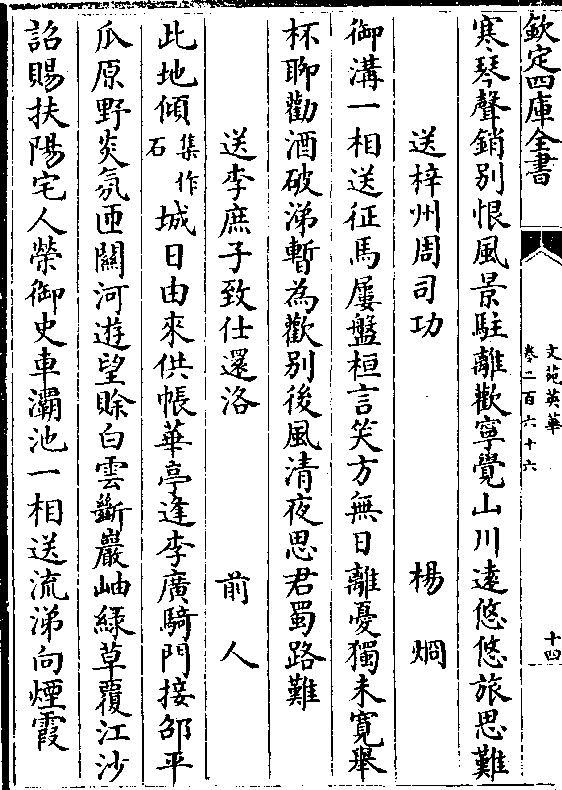 欽定四庫全書
文苑英華
卷二百六十六
十四
寒琴聲銷別恨風景駐離歡寧覺山川逺悠悠旅思難
送梓州周司功 楊烱
御溝一相送征馬屢盤桓言笑方無日離憂獨未寛舉
杯聊勸酒破涕暫為歡别後風清夜思君蜀路難
送李庶子致仕還洛 前人
此地傾集作石城日由來供帳華亭逢李廣騎門接邵平
瓜原野炎氛匝關河遊望賖白雲斷巖岫緑草覆江沙
詔賜扶陽宅人榮御史車灞池一相送流涕向煙霞